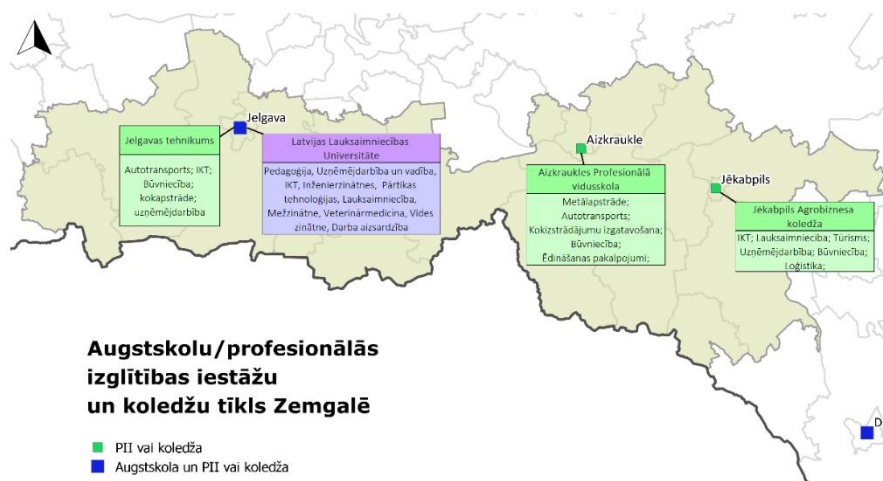 Jelgava
Jelgavas tehnikums
Autotransports; IKT;
Būvniecība;
kokapstrāde;
uzņēmējdarbība
Latvijas Lauksaimniecības
Universitāte
Pedagoģija, Uzņēmējdarbība un vadība,
IKT, Inženierzinātnes, Pārtikas
tehnoloģijas, Lauksaimniecība,
Mežzinātne, Veterinārmedicina, Vides
zinātne, Darba aizsardzība
Aizkraukle
Aizkraukles Profesionālā
vidusskola
Metālapstrāde;
Autotransports;
Kokizstrādājumu izgatavošana;
Būvniecība;
Ēdināšanas pakalpojumi;
Jēkabpils
Jēkabpils Agrobiznesa
koledža
IKT; Lauksaimniecība; Tūrisms;
Uzņēmējdarbība; Būvniecība;
Loģistika;
Augstskolu/profesionālās
izglītības iestāžu
un koledžu tīkls Zemgalē
PII vai koledža
Augstskola un PII vai koledža
D